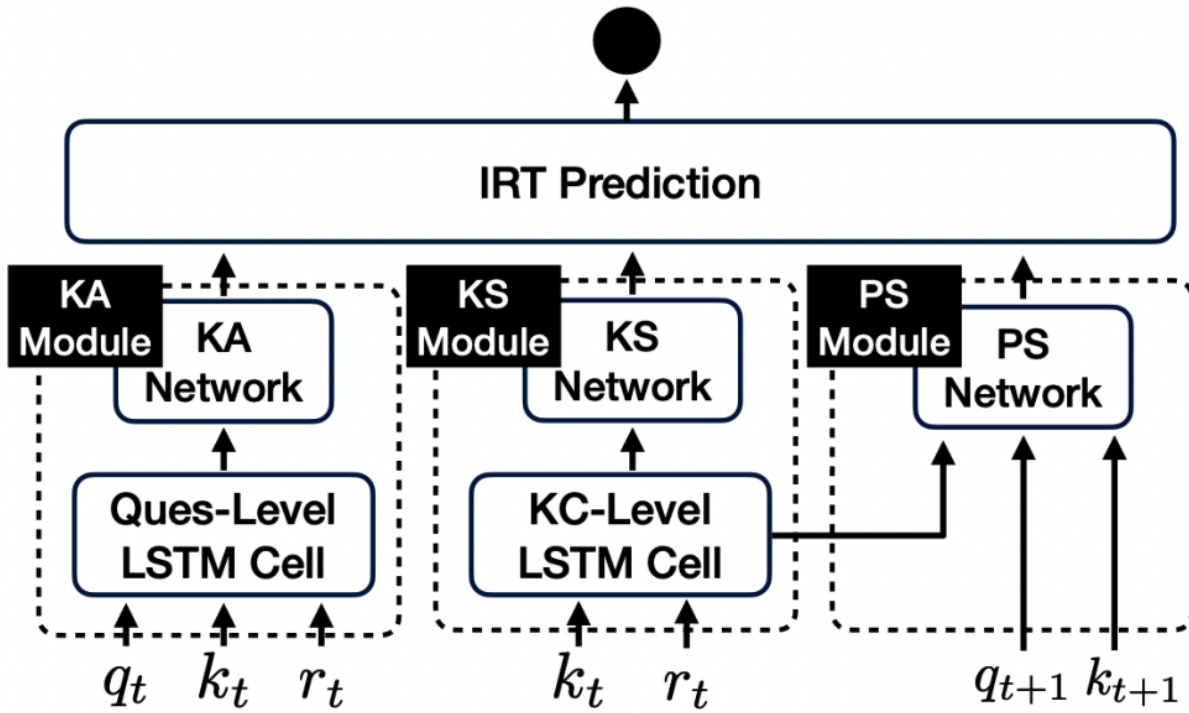 IRT Prediction
KA
Module
KA
Network
Ques-Level
LSTM Cell
q_t k_t r_t
KS
Module
KS
Network
KC-Level
LSTM Cell
k_t r_t
PS
Module
PS
Network
q_{t+1} k_{t+1}